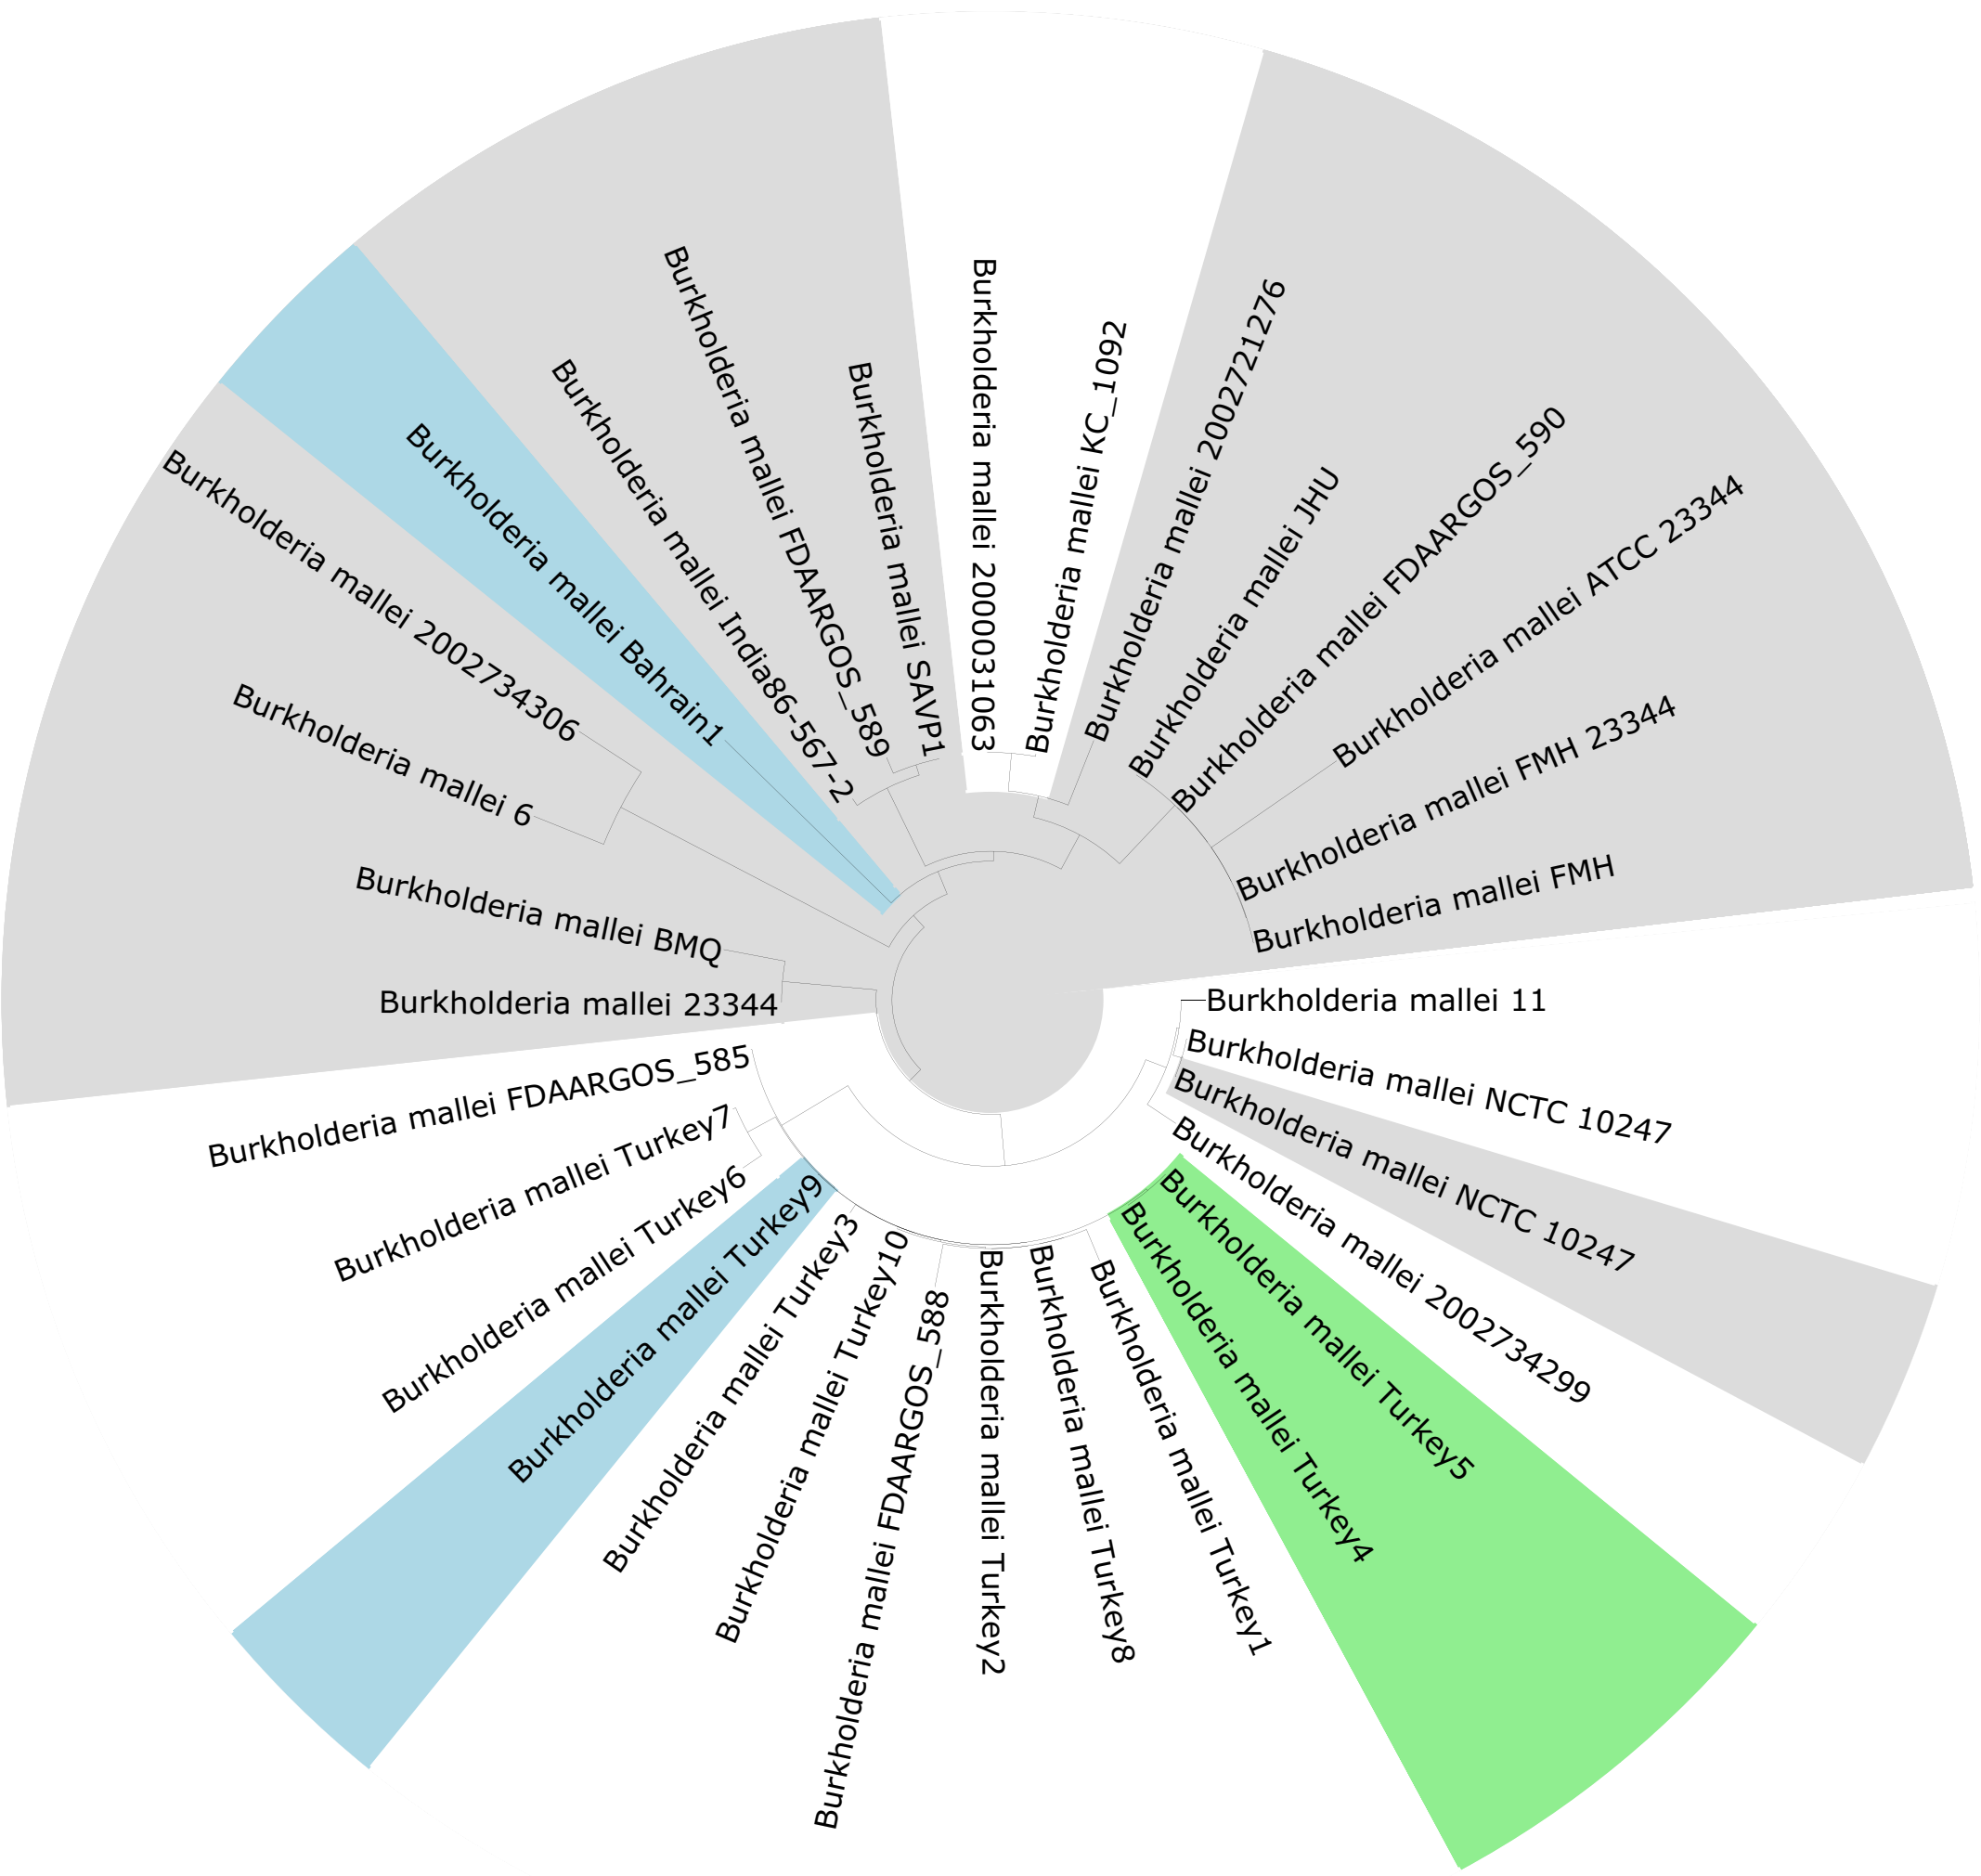 Burkholderia mallei 2000031063
Burkholderia mallei KC_1092
Burkholderia mallei 2002721276
Burkholderia mallei JHU
Burkholderia mallei FDAARGOS_590
Burkholderia mallei ATCC 23344
Burkholderia mallei FMH 23344
Burkholderia mallei FMH
Burkholderia mallei 11
Burkholderia mallei NCTC 10247
Burkholderia mallei NCTC 10247
Burkholderia mallei 2002734299
Burkholderia mallei Turkey5
Burkholderia mallei Turkey4
Burkholderia mallei Turkey1
Burkholderia mallei Turkey8
Burkholderia mallei Turkey2
Burkholderia mallei FDAARGOS_588
Burkholderia mallei Turkey10
Burkholderia mallei Turkey3
Burkholderia mallei Turkey9
Burkholderia mallei Turkey6
Burkholderia mallei Turkey7
Burkholderia mallei FDAARGOS_585
Burkholderia mallei 23344
Burkholderia mallei BMQ
Burkholderia mallei 6
Burkholderia mallei 2002734306
Burkholderia mallei Bahrain1
Burkholderia mallei India86-567-2
Burkholderia mallei FDAARGOS_589
Burkholderia mallei SAVP1